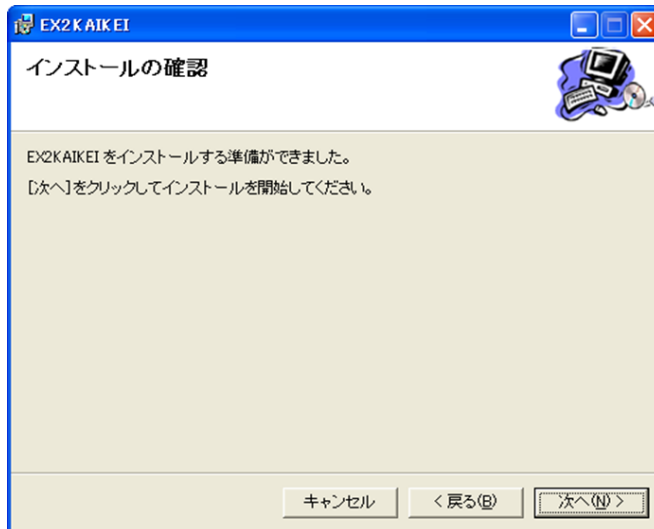 EX2KAIKEI
インストールの確認
EX2KAIKEI をインストールする準備ができました。
[次へ]をクリックしてインストールを開始してください。
キャンセル
< 戻る(B)
次へ(N) >